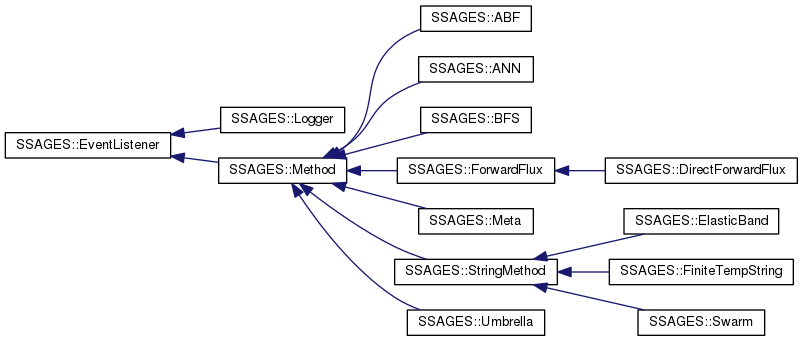 SSAGES::ABF
SSAGES::ANN
SSAGES::Logger
SSAGES::BFS
SSAGES::EventListener
SSAGES::Method
SSAGES::ForwardFlux
SSAGES::DirectForwardFlux
SSAGES::Meta
SSAGES::ElasticBand
SSAGES::StringMethod
SSAGES::FiniteTempString
SSAGES::Umbrella
SSAGES::Swarm